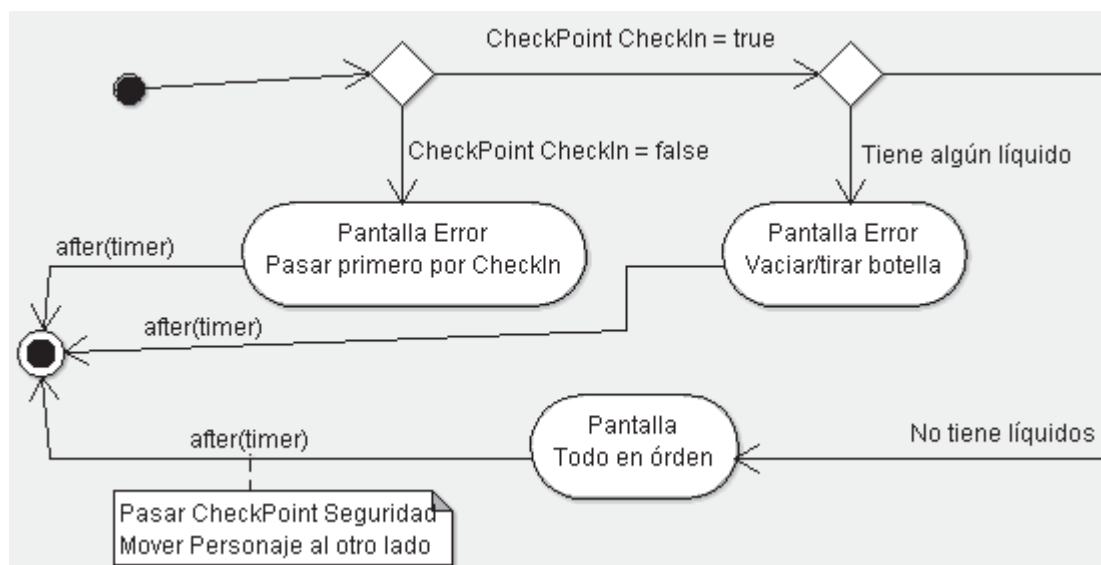 CheckPoint CheckIn = true
CheckPoint CheckIn = false
Tiene algún líquido
Pantalla Error
Pasar primero por CheckIn
Pantalla Error
Vaciar/tirar botella
after(timer)
after(timer)
Pantalla
Todo en órden
No tiene líquidos
after(timer)
Pasar CheckPoint Seguridad
Mover Personaje al otro lado